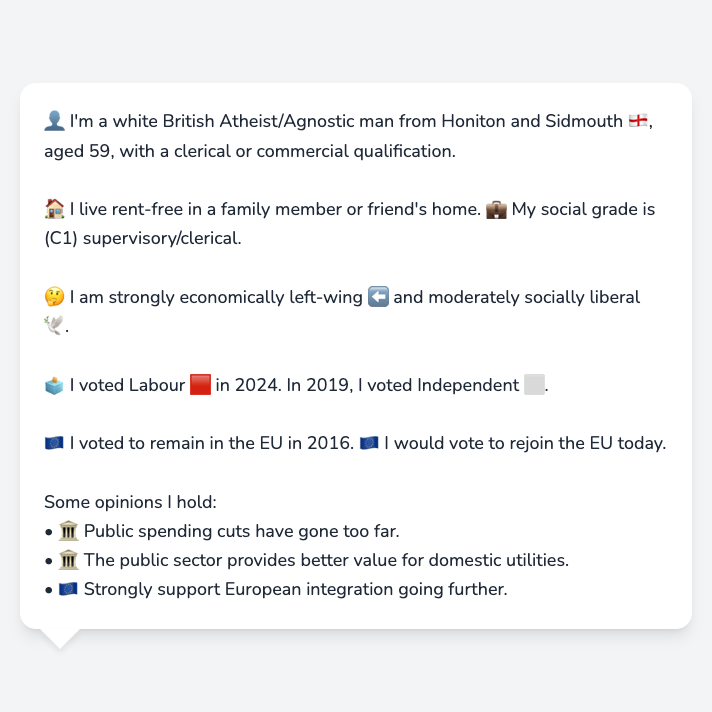 👤 I'm a white British Atheist/Agnostic man from Honiton and Sidmouth 🏴󠁧󠁢󠁥󠁮󠁧󠁿,
aged 59, with a clerical or commercial qualification.
🏠 I live rent-free in a family member or friend's home. 💼 My social grade is
(C1) supervisory/clerical.
🤔 I am strongly economically left-wing ⬅️ and moderately socially liberal
🕊️.
🗳️ I voted Labour 🟥 in 2024. In 2019, I voted Independent ⬜.
🇪🇺 I voted to remain in the EU in 2016. 🇪🇺 I would vote to rejoin the EU today.
Some opinions I hold:
• 🏛️ Public spending cuts have gone too far.
• 🏛️ The public sector provides better value for domestic utilities.
• 🇪🇺 Strongly support European integration going further.